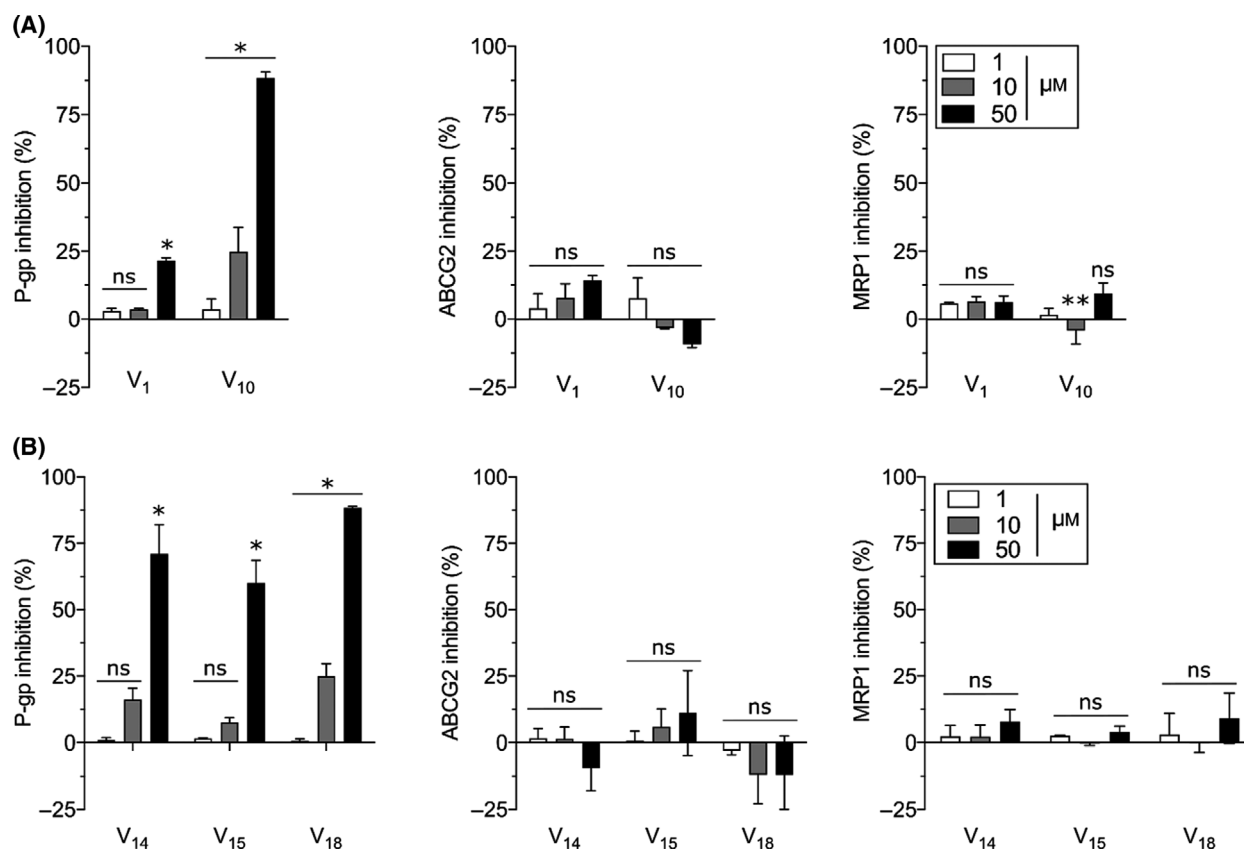 (A)
P-gp inhibition (%)
100
75
50
25
0
–25
ns
*
*
V1
V10
ABCG2 inhibition (%)
100
75
50
25
0
–25
ns
ns
V1
V10
MRP1 inhibition (%)
100
75
50
25
0
–25
1
10
50
µM
ns
**
ns
V1
V10
(B)
P-gp inhibition (%)
100
75
50
25
0
–25
ns
*
ns
*
*
V14
V15
V18
ABCG2 inhibition (%)
100
75
50
25
0
–25
ns
ns
ns
V14
V15
V18
MRP1 inhibition (%)
100
75
50
25
0
–25
1
10
50
µM
ns
ns
ns
V14
V15
V18